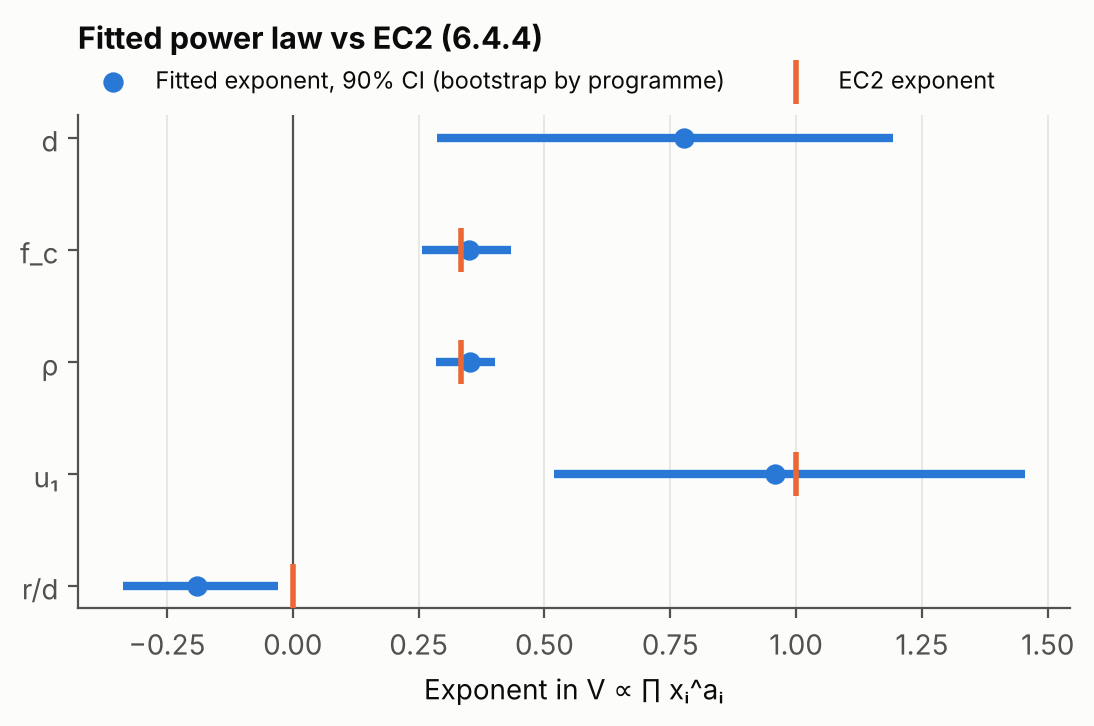 Fitted power law vs EC2 (6.4.4)
Fitted exponent, 90% CI (bootstrap by programme) EC2 exponent
d
f_c
ρ
u₁
r/d
−0.25 0.00 0.25 0.50 0.75 1.00 1.25 1.50
Exponent in V ∝ ∏ xᵢ^aᵢ